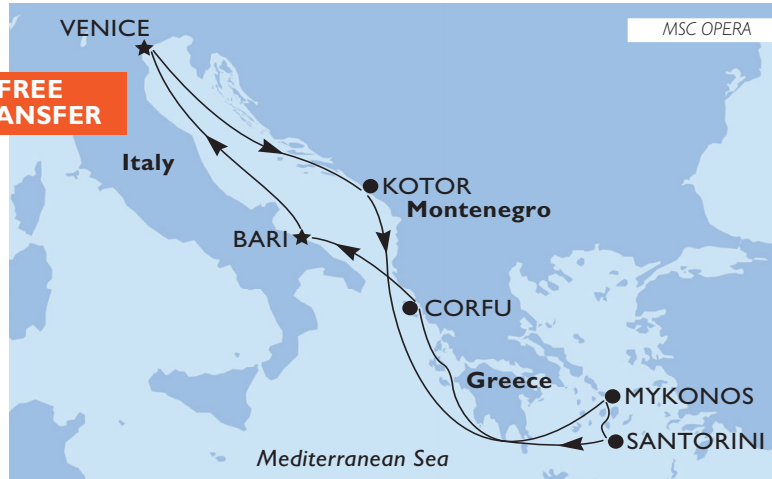 VENICE
MSC OPERA
FREE
ANSFER
Italy
KOTOR
Montenegro
BARI
CORFU
Greece
MYKONOS
SANTORINI
Mediterranean Sea